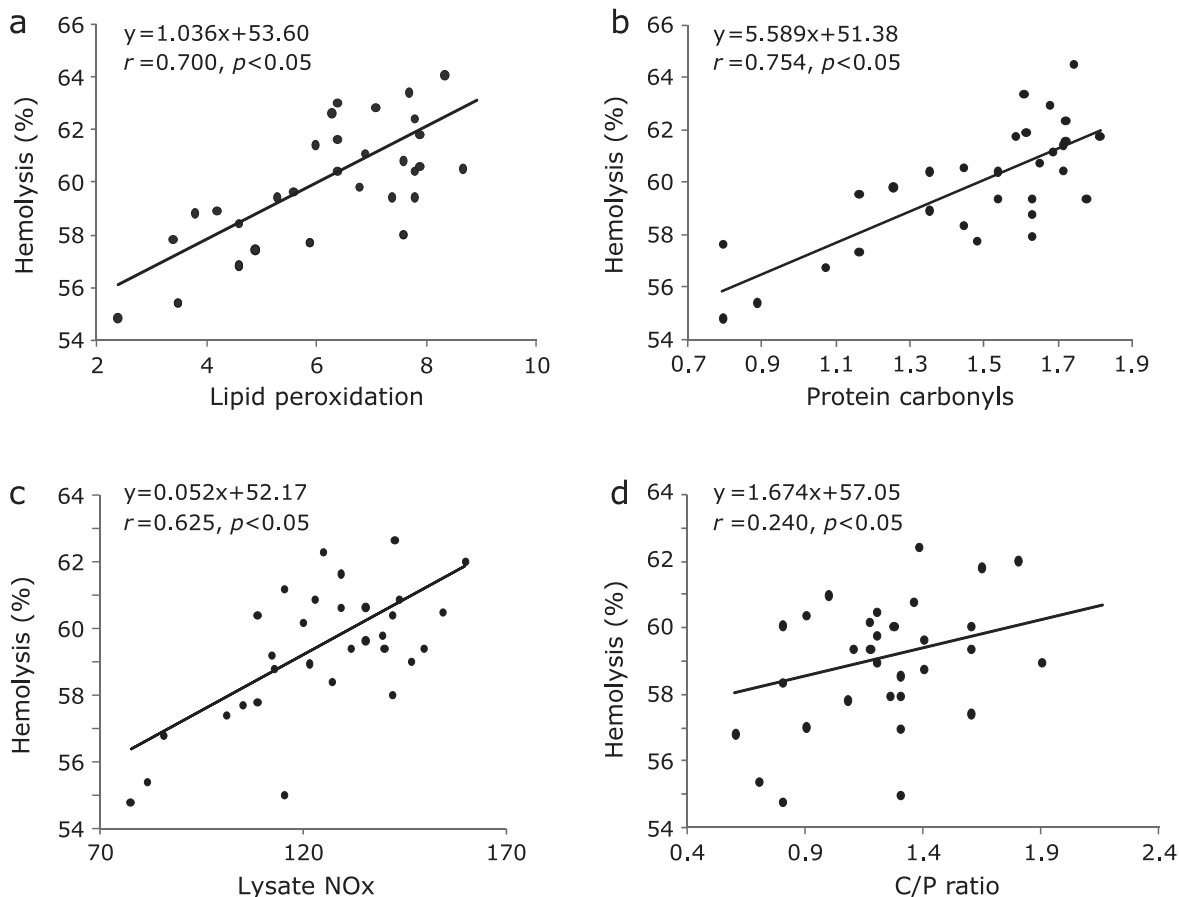 a
y=1.036x+53.60
r=0.700, p<0.05
Hemolysis (%)
66
64
62
60
58
56
54
2 4 6 8 10
Lipid peroxidation
b
y=5.589x+51.38
r=0.754, p<0.05
Hemolysis (%)
66
64
62
60
58
56
54
0.7 0.9 1.1 1.3 1.5 1.7 1.9
Protein carbonyls
c
y=0.052x+52.17
r=0.625, p<0.05
Hemolysis (%)
64
62
60
58
56
54
70 120 170
Lysate NOx
d
y=1.674x+57.05
r=0.240, p<0.05
Hemolysis (%)
64
62
60
58
56
54
0.4 0.9 1.4 1.9 2.4
C/P ratio